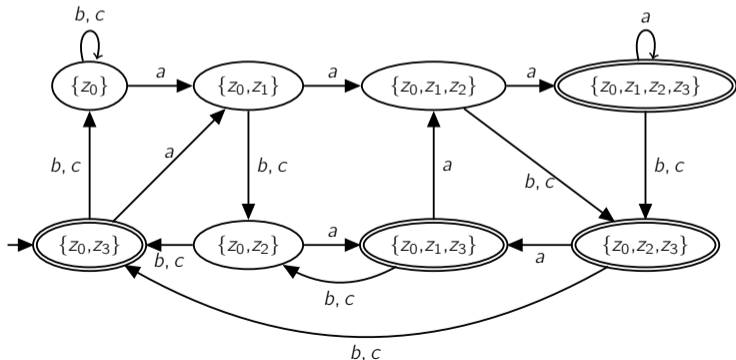 b, c
a
{z0} a {z0,z1} a {z0,z1,z2} a {z0,z1,z2,z3}
b, c a b, c a b, c b, c
{z0,z3} b, c {z0,z2} a {z0,z1,z3} a {z0,z2,z3}
b, c
b, c